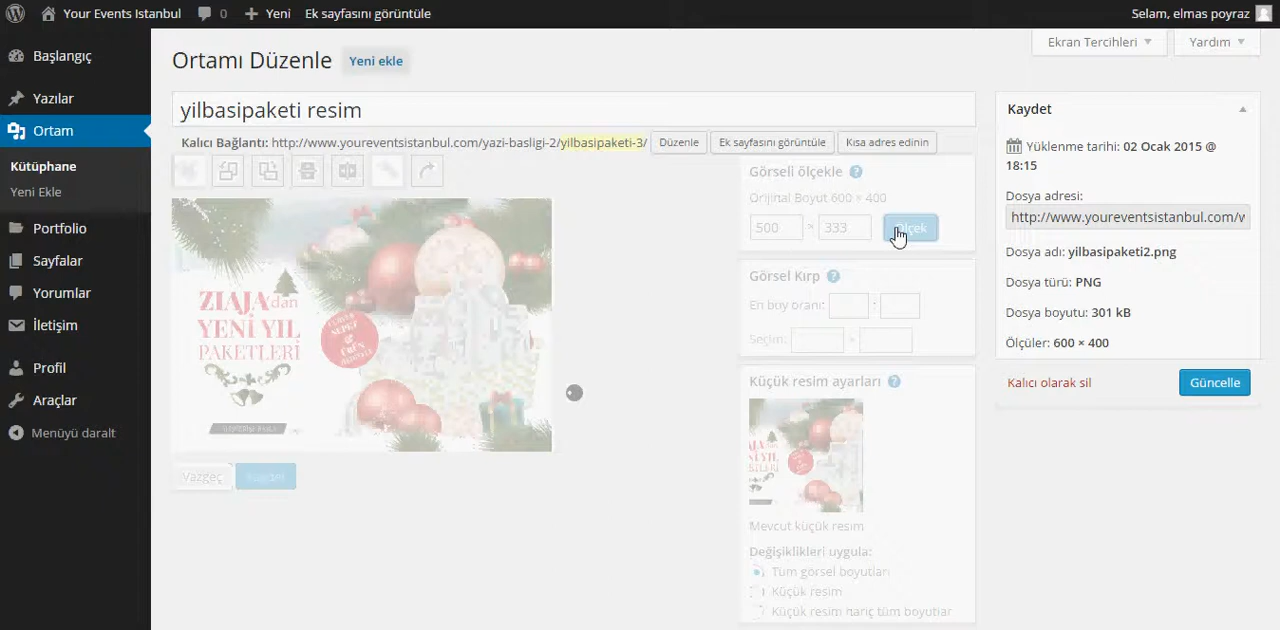 Your Events Istanbul 0 Yeni Ek sayfasını görüntüle Selam, elmas poyraz
Ekran Tercihleri Yardım
Başlangıç
Yazılar
Ortam
Kütüphane
Yeni Ekle
Portfolio
Sayfalar
Yorumlar
İletişim
Profil
Araçlar
Menüyü daralt
Ortamı Düzenle Yeni ekle
yilbasipaketi resim
Kalıcı Bağlantı: http://www.youreventsistanbul.com/yazi-basligi-2/yilbasipaketi-3/ Düzenle Ek sayfasını görüntüle Kısa adres edinin
ZIAJA'dan
YENİ YIL
PAKETLERİ
SEPET
&
ÜRÜN
Vazgeç Kaydet
Görseli ölçekle ?
Orijinal Boyut 600 × 400
500 × 333 Ölçek
Görsel Kırp ?
En boy oranı: :
Seçim: ×
Küçük resim ayarları ?
Mevcut küçük resim
Değişiklikleri uygula:
Tüm görsel boyutları
Küçük resim
Küçük resim hariç tüm boyutlar
Kaydet
Yüklenme tarihi: 02 Ocak 2015 @
18:15
Dosya adresi:
http://www.youreventsistanbul.com/w
Dosya adı: yilbasipaketi2.png
Dosya türü: PNG
Dosya boyutu: 301 kB
Ölçüler: 600 × 400
Kalıcı olarak sil Güncelle